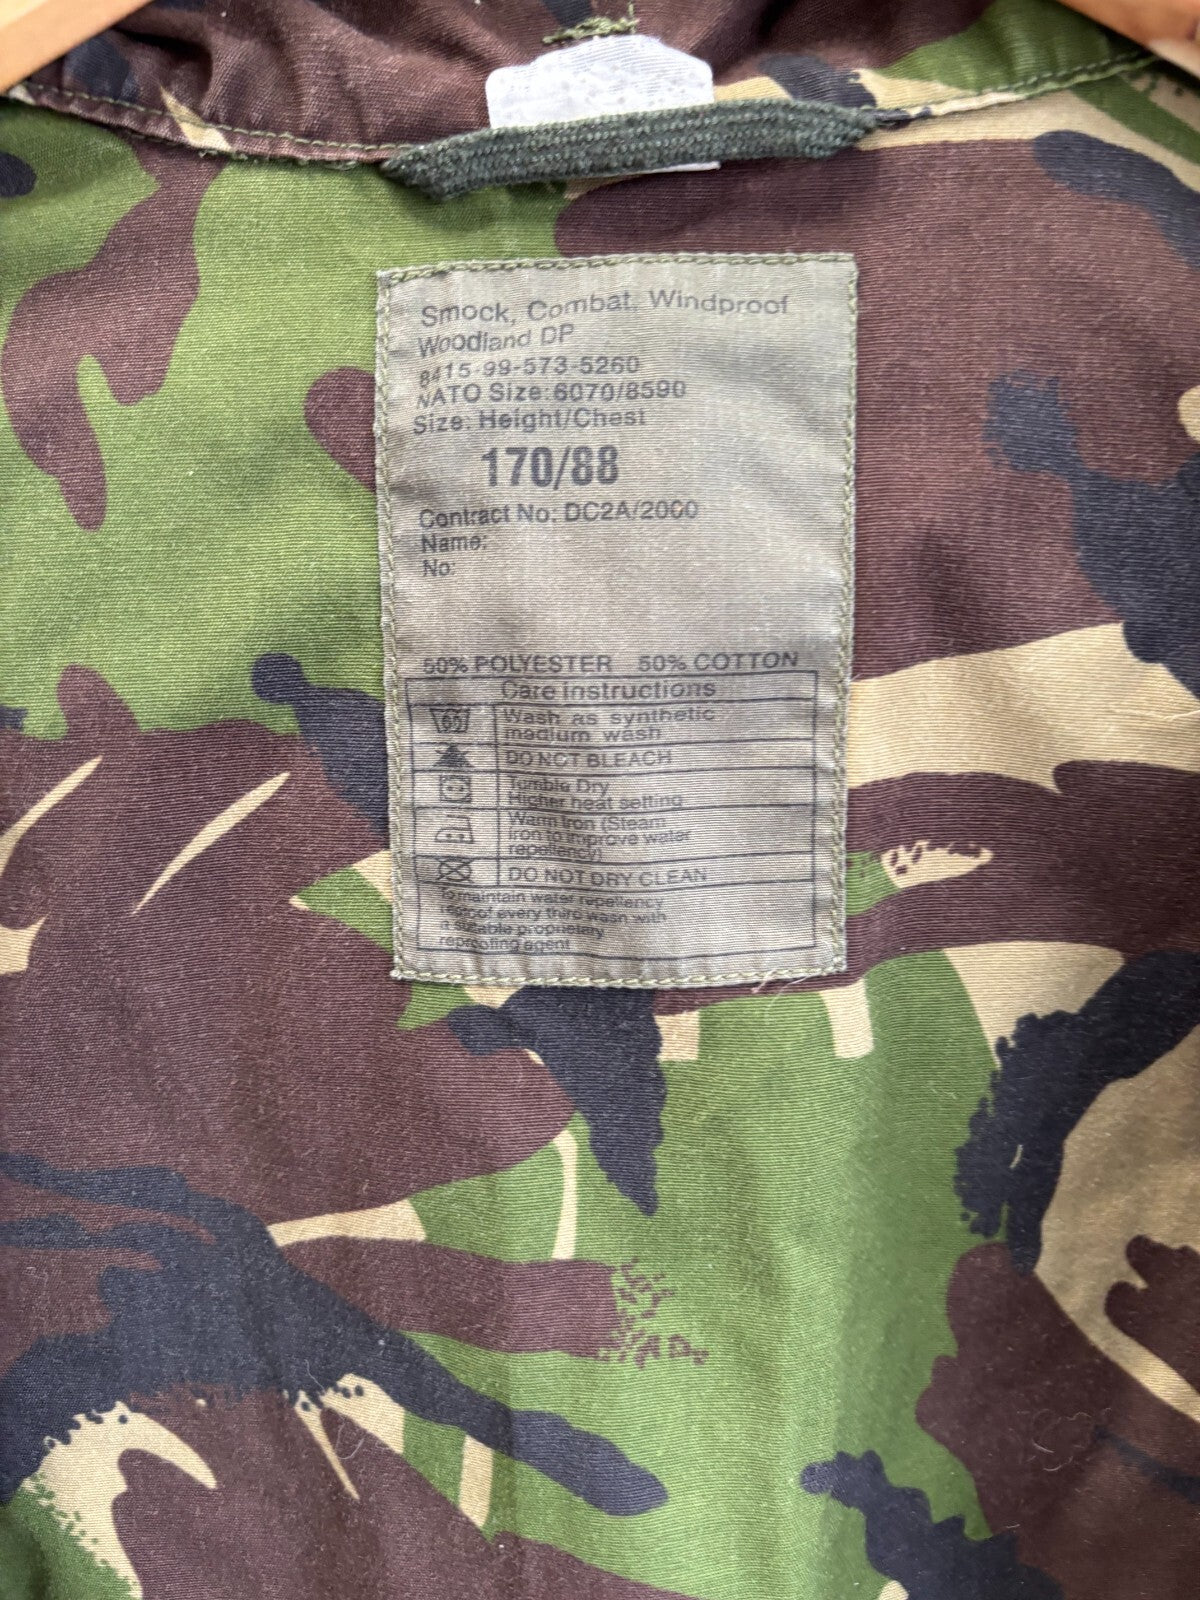 Smock, Combat, Windproof
Woodland DP
8415-99-573-5260
NATO Size: 6070/8590
Size: Height/Chest
170/88
Contract No: DC2A/2000
Name:
No:
50% POLYESTER 50% COTTON
Care instructions
60
Wash as synthetic
medium wash
DO NOT BLEACH
Tumble Dry
Higher heat setting
Warm Iron (Steam
iron to improve water
repellency)
DO NOT DRY CLEAN
To maintain water repellency
reproof every third wash with
a suitable proprietary
reproofing agent